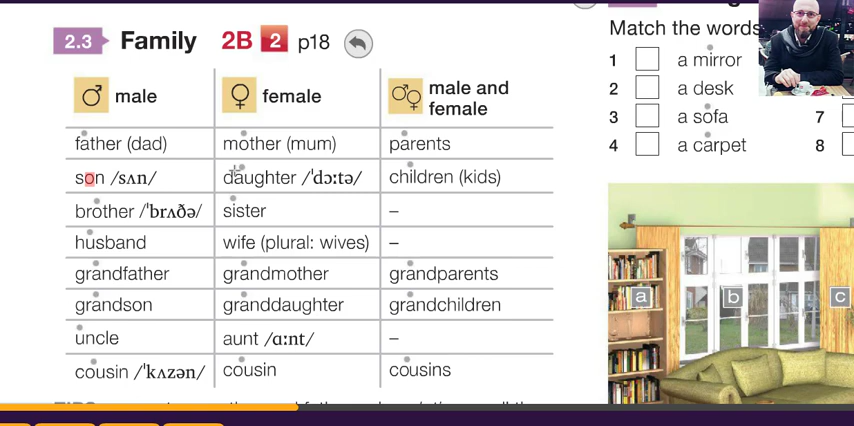 2.3 Family 2B 2 p18
male female male and female
father (dad) mother (mum) parents
son /sʌn/ daughter /ˈdɔːtə/ children (kids)
brother /ˈbrʌðə/ sister –
husband wife (plural: wives) –
grandfather grandmother grandparents
grandson granddaughter grandchildren
uncle aunt /ɑːnt/ –
cousin /ˈkʌzən/ cousin cousins
Match the words
1 a mirror
2 a desk
3 a sofa 7
4 a carpet 8
a b c